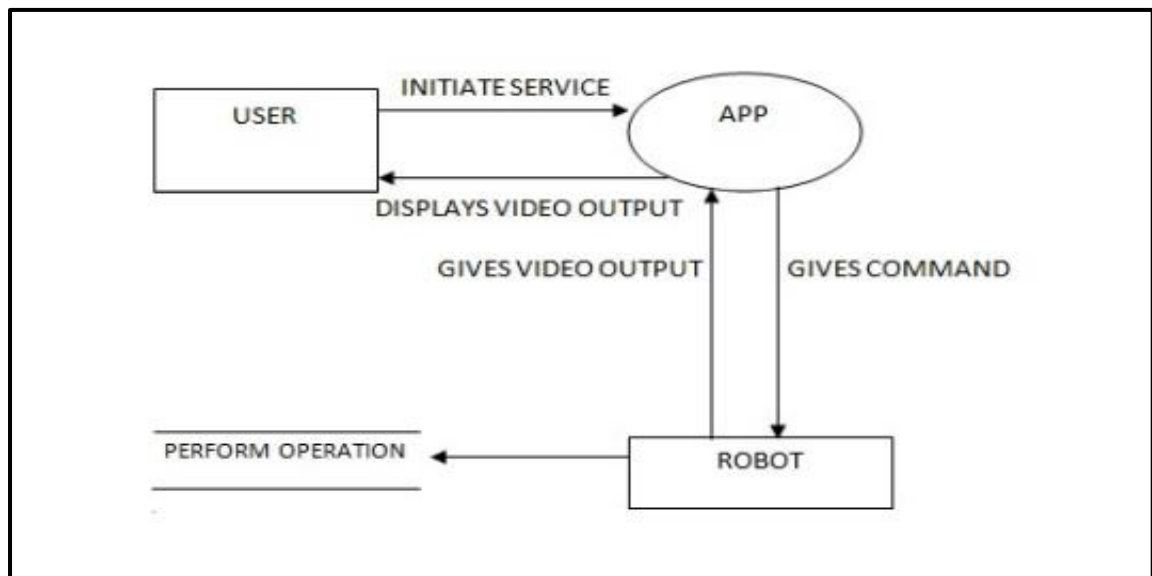 INITIATE SERVICE
USER
APP
DISPLAYS VIDEO OUTPUT
GIVES VIDEO OUTPUT
GIVES COMMAND
PERFORM OPERATION
ROBOT